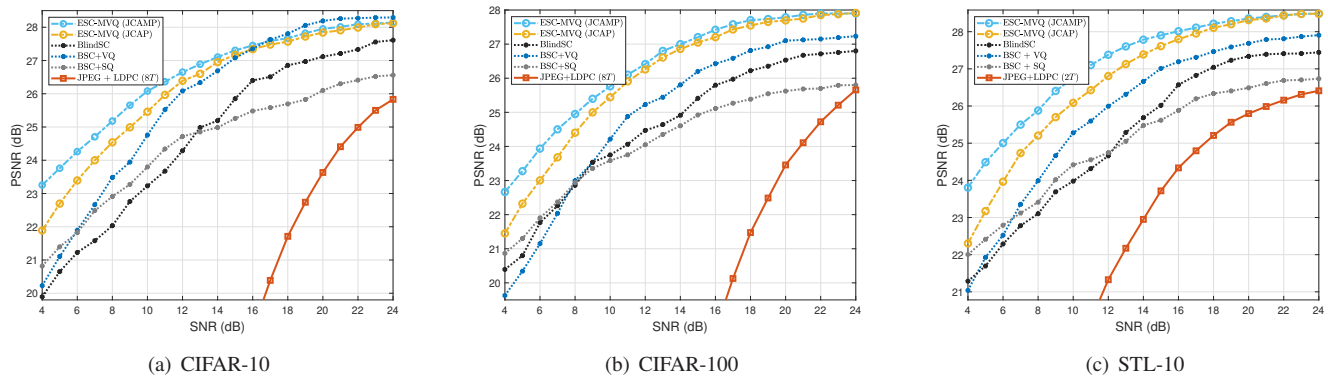 28
27
26
25
24
23
22
21
20
PSNR (dB)
ESC-MVQ (JCAMP)
ESC-MVQ (JCAP)
BlindSC
BSC+VQ
BSC+SQ
JPEG + LDPC (8T)
4 6 8 10 12 14 16 18 20 22 24
SNR (dB)
(a) CIFAR-10
28
27
26
25
24
23
22
21
20
PSNR (dB)
ESC-MVQ (JCAMP)
ESC-MVQ (JCAP)
BlindSC
BSC+VQ
BSC+SQ
JPEG+LDPC (8T)
4 6 8 10 12 14 16 18 20 22 24
SNR (dB)
(b) CIFAR-100
28
27
26
25
24
23
22
21
PSNR (dB)
ESC-MVQ (JCAMP)
ESC-MVQ (JCAP)
BlindSC
BSC + VQ
BSC + SQ
JPEG+LDPC (2T)
4 6 8 10 12 14 16 18 20 22 24
SNR (dB)
(c) STL-10